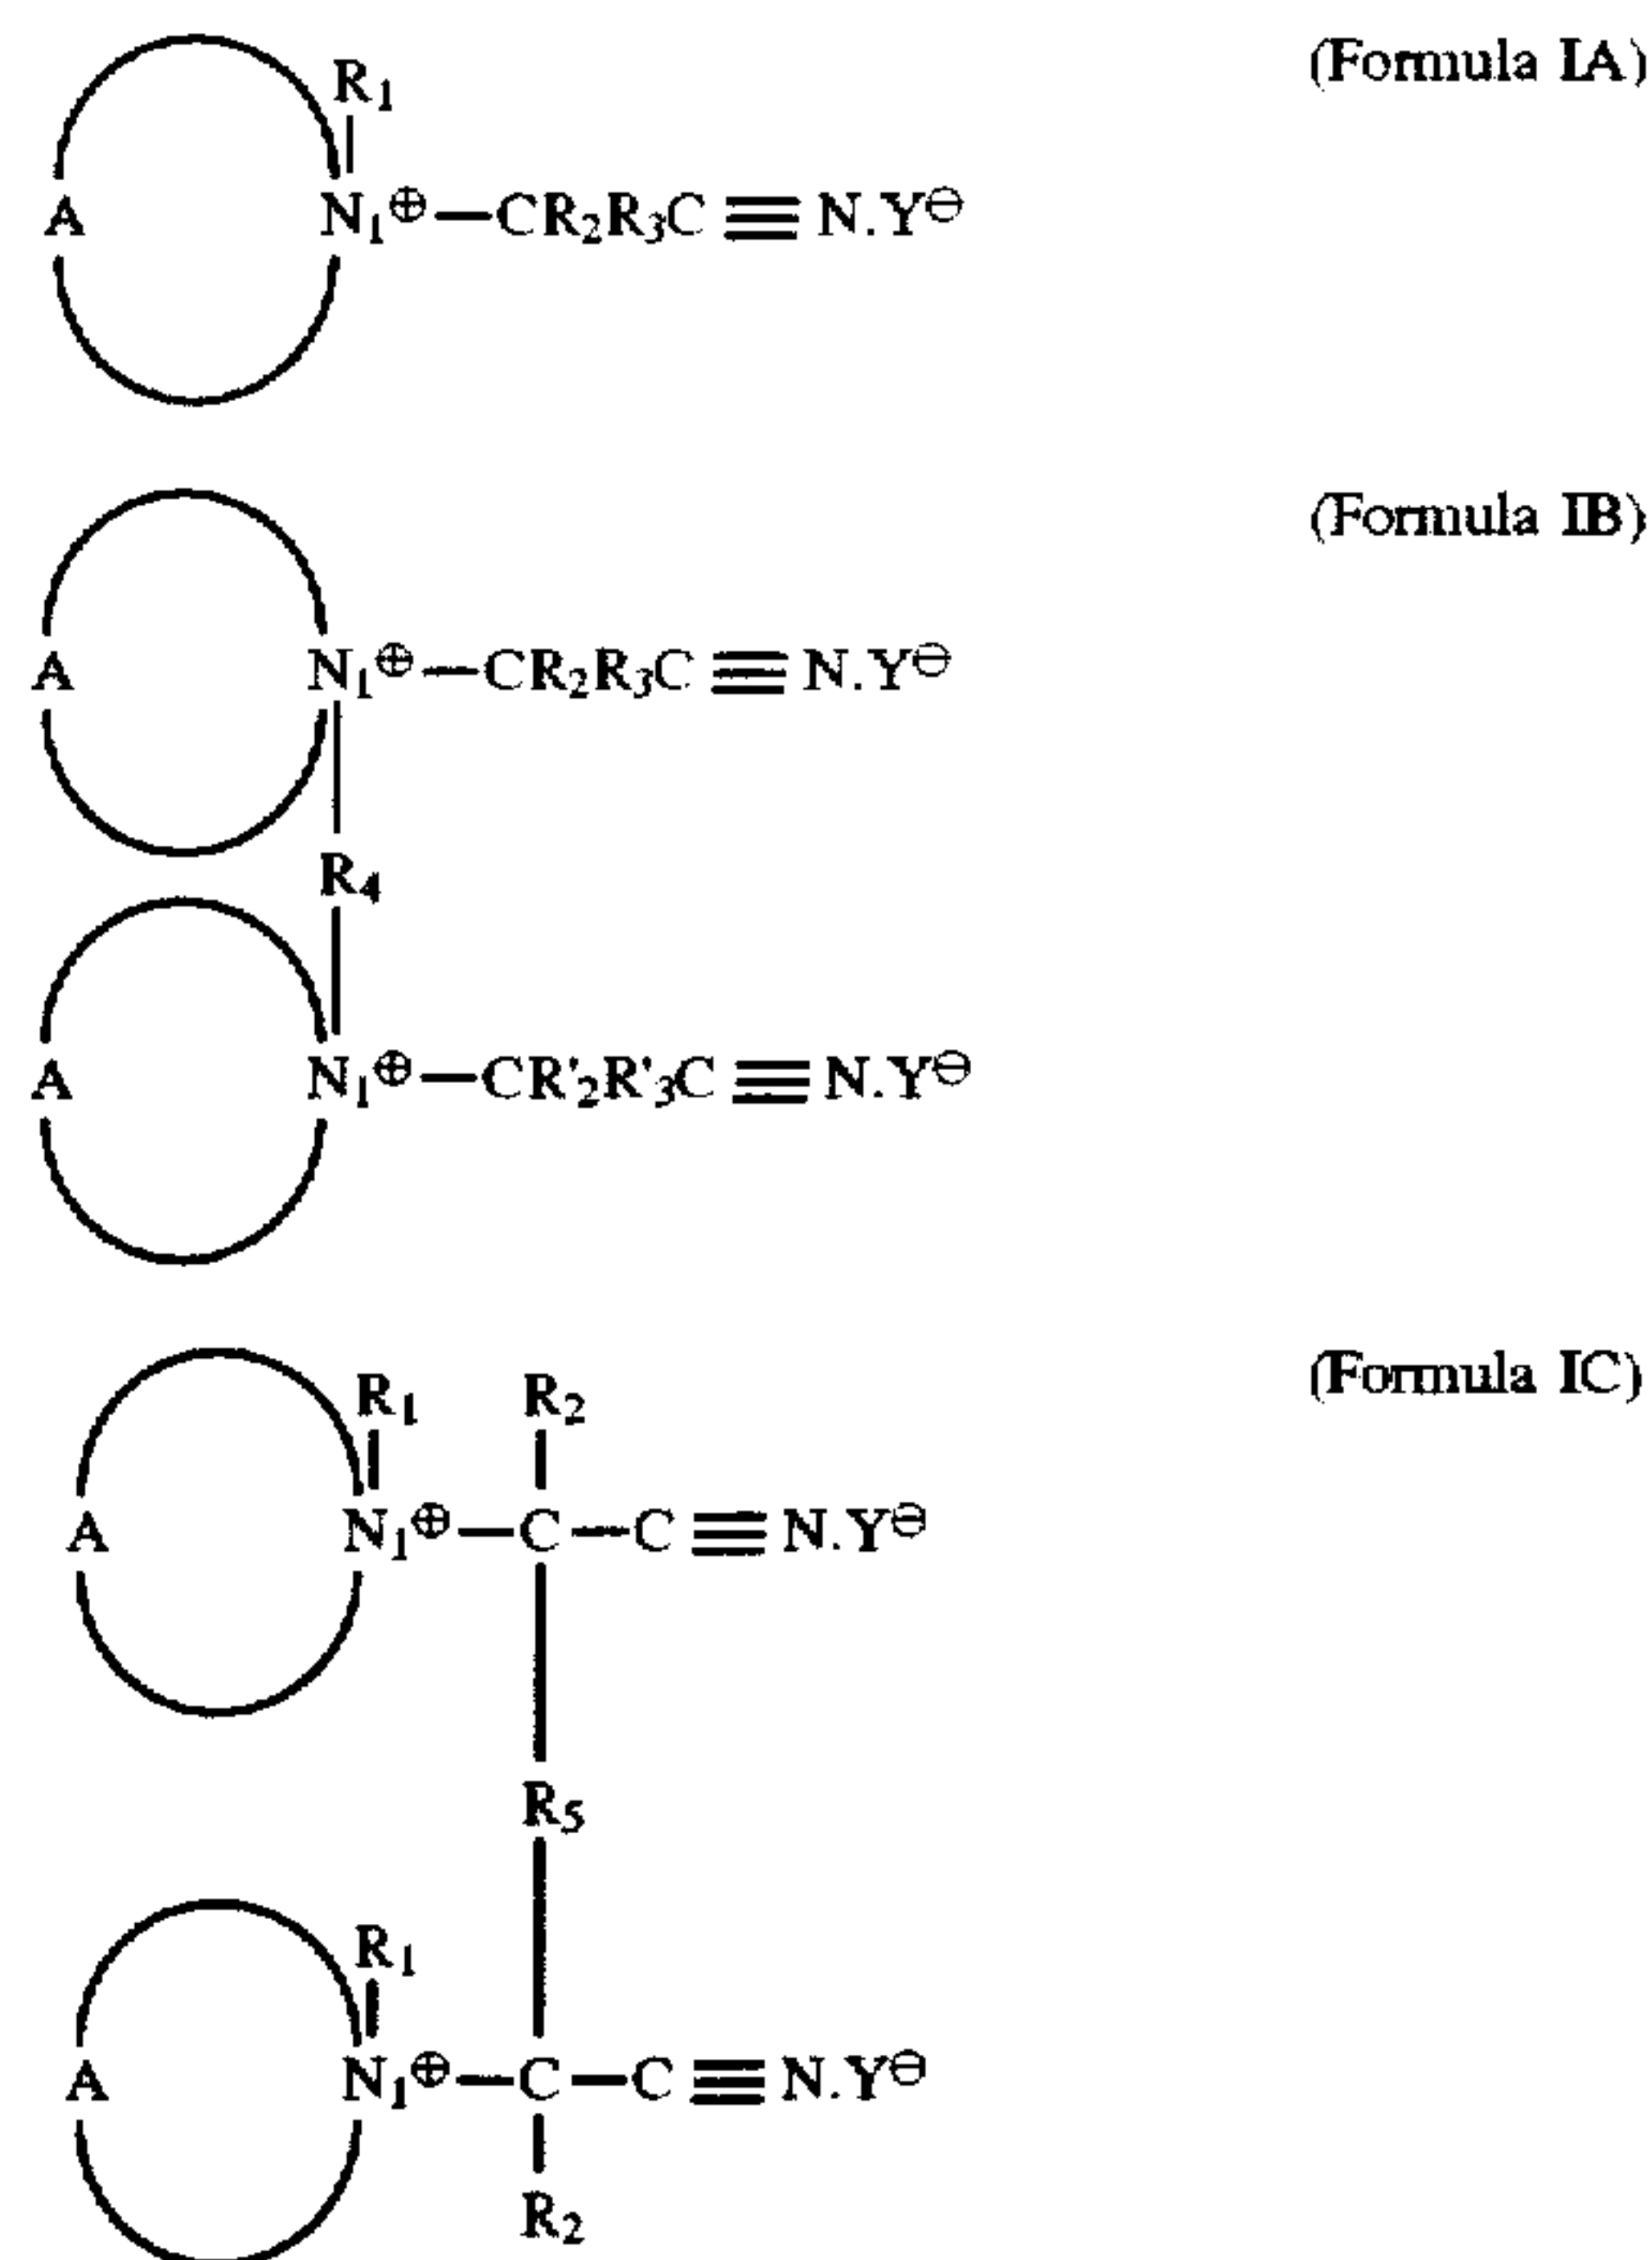 R₁ (Formula IA)
A N₁⊕—CR₂R₃C≡N.Y⊖
(Formula IB)
A N₁⊕—CR₂R₃C≡N.Y⊖
R₄
A N₁⊕—CR'₂R'₃C≡N.Y⊖
R₁ R₂ (Formula IC)
A N₁⊕—C—C≡N.Y⊖
R₅
R₁
A N₁⊕—C—C≡N.Y⊖
R₂